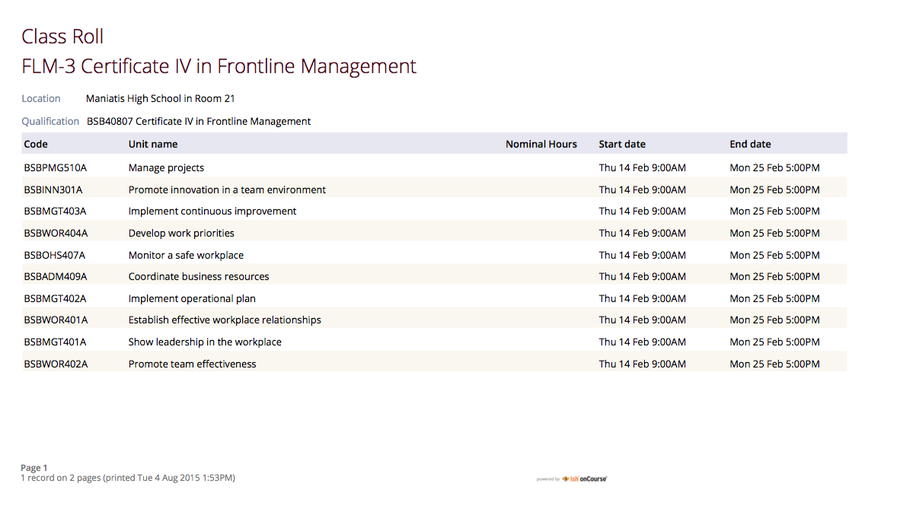 Class Roll
FLM-3 Certificate IV in Frontline Management
Location Maniatis High School in Room 21
Qualification BSB40807 Certificate IV in Frontline Management
Code Unit name Nominal Hours Start date End date
BSBPMG510A Manage projects Thu 14 Feb 9:00AM Mon 25 Feb 5:00PM
BSBINN301A Promote innovation in a team environment Thu 14 Feb 9:00AM Mon 25 Feb 5:00PM
BSBMGT403A Implement continuous improvement Thu 14 Feb 9:00AM Mon 25 Feb 5:00PM
BSBWOR404A Develop work priorities Thu 14 Feb 9:00AM Mon 25 Feb 5:00PM
BSBOHS407A Monitor a safe workplace Thu 14 Feb 9:00AM Mon 25 Feb 5:00PM
BSBADM409A Coordinate business resources Thu 14 Feb 9:00AM Mon 25 Feb 5:00PM
BSBMGT402A Implement operational plan Thu 14 Feb 9:00AM Mon 25 Feb 5:00PM
BSBWOR401A Establish effective workplace relationships Thu 14 Feb 9:00AM Mon 25 Feb 5:00PM
BSBMGT401A Show leadership in the workplace Thu 14 Feb 9:00AM Mon 25 Feb 5:00PM
BSBWOR402A Promote team effectiveness Thu 14 Feb 9:00AM Mon 25 Feb 5:00PM
Page 1
1 record on 2 pages (printed Tue 4 Aug 2015 1:53PM)
powered by ish onCourse